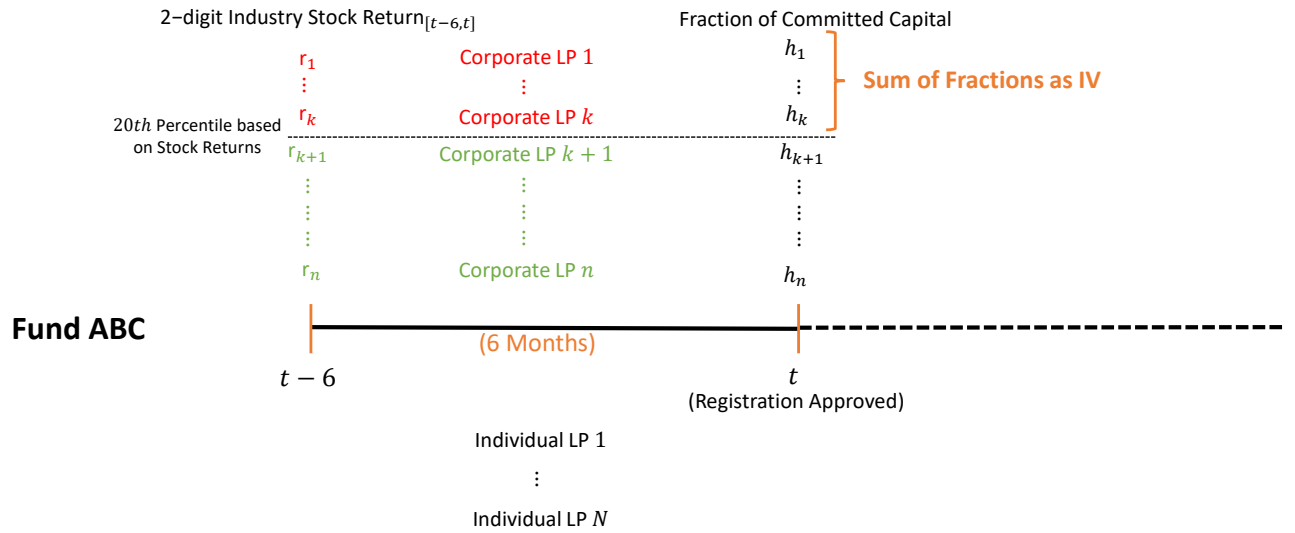 2−digit Industry Stock Return[t−6,t] Fraction of Committed Capital
r1 Corporate LP 1 h1
⋮ ⋮ ⋮
Sum of Fractions as IV
rk Corporate LP k hk
20th Percentile based
on Stock Returns
rk+1 Corporate LP k + 1 hk+1
⋮ ⋮ ⋮
⋮ ⋮ ⋮
rn Corporate LP n hn
Fund ABC
(6 Months)
t − 6 t
(Registration Approved)
Individual LP 1
⋮
Individual LP N